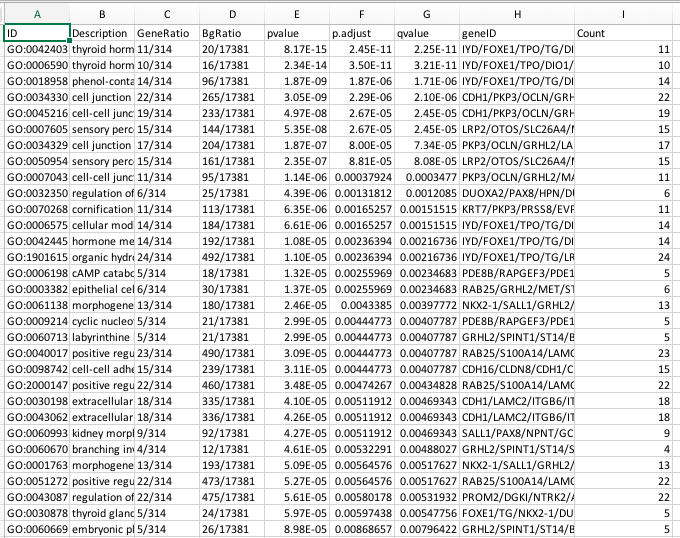 A B C D E F G H I
ID Description GeneRatio BgRatio pvalue p.adjust qvalue geneID Count
GO:0042403 thyroid horm 11/314 20/17381 8.17E-15 2.45E-11 2.25E-11 IYD/FOXE1/TPO/TG/DI 11
GO:0006590 thyroid horm 10/314 16/17381 2.34E-14 3.50E-11 3.21E-11 IYD/FOXE1/TPO/DIO1/ 10
GO:0018958 phenol-conta 14/314 96/17381 1.87E-09 1.87E-06 1.71E-06 IYD/FOXE1/TPO/TG/DI 14
GO:0034330 cell junction 22/314 265/17381 3.05E-09 2.29E-06 2.10E-06 CDH1/PKP3/OCLN/GRH 22
GO:0045216 cell-cell junc 19/314 233/17381 4.97E-08 2.67E-05 2.45E-05 CDH1/PKP3/OCLN/GRH 19
GO:0007605 sensory perc 15/314 144/17381 5.35E-08 2.67E-05 2.45E-05 LRP2/OTOS/SLC26A4/ 15
GO:0034329 cell junction 17/314 204/17381 1.87E-07 8.00E-05 7.34E-05 PKP3/OCLN/GRHL2/LA 17
GO:0050954 sensory perc 15/314 161/17381 2.35E-07 8.81E-05 8.08E-05 LRP2/OTOS/SLC26A4/ 15
GO:0007043 cell-cell junc 11/314 95/17381 1.14E-06 0.00037924 0.0003477 PKP3/OCLN/GRHL2/MA 11
GO:0032350 regulation of 6/314 25/17381 4.39E-06 0.00131812 0.0012085 DUOXA2/PAX8/HPN/DU 6
GO:0070268 cornification 11/314 113/17381 6.35E-06 0.00165257 0.00151515 KRT7/PKP3/PRSS8/EVP 11
GO:0006575 cellular mod 14/314 184/17381 6.61E-06 0.00165257 0.00151515 IYD/FOXE1/TPO/TG/DI 14
GO:0042445 hormone me 14/314 192/17381 1.08E-05 0.00236394 0.00216736 IYD/FOXE1/TPO/TG/DI 14
GO:1901615 organic hydr 24/314 492/17381 1.10E-05 0.00236394 0.00216736 IYD/FOXE1/TPO/TG/LR 24
GO:0006198 cAMP catabc 5/314 18/17381 1.32E-05 0.00255969 0.00234683 PDE8B/RAPGEF3/PDE1 5
GO:0003382 epithelial cel 6/314 30/17381 1.37E-05 0.00255969 0.00234683 RAB25/GRHL2/MET/ST 6
GO:0061138 morphogene 13/314 180/17381 2.46E-05 0.0043385 0.00397772 NKX2-1/SALL1/GRHL2/ 13
GO:0009214 cyclic nucleo 5/314 21/17381 2.99E-05 0.00444773 0.00407787 PDE8B/RAPGEF3/PDE1 5
GO:0060713 labyrinthine 5/314 21/17381 2.99E-05 0.00444773 0.00407787 GRHL2/SPINT1/ST14/B 5
GO:0040017 positive regu 23/314 490/17381 3.09E-05 0.00444773 0.00407787 RAB25/S100A14/LAMC 23
GO:0098742 cell-cell adhe 15/314 239/17381 3.11E-05 0.00444773 0.00407787 CDH16/CLDN8/CDH1/C 15
GO:2000147 positive regu 22/314 460/17381 3.48E-05 0.00474267 0.00434828 RAB25/S100A14/LAMC 22
GO:0030198 extracellular 18/314 335/17381 4.10E-05 0.00511912 0.00469343 CDH1/LAMC2/ITGB6/IT 18
GO:0043062 extracellular 18/314 336/17381 4.26E-05 0.00511912 0.00469343 CDH1/LAMC2/ITGB6/IT 18
GO:0060993 kidney morpl 9/314 92/17381 4.27E-05 0.00511912 0.00469343 SALL1/PAX8/NPNT/GC 9
GO:0060670 branching in 4/314 12/17381 4.61E-05 0.00532291 0.00488027 GRHL2/SPINT1/ST14/S 4
GO:0001763 morphogene 13/314 193/17381 5.09E-05 0.00564576 0.00517627 NKX2-1/SALL1/GRHL2/ 13
GO:0051272 positive regu 22/314 473/17381 5.27E-05 0.00564576 0.00517627 RAB25/S100A14/LAMC 22
GO:0043087 regulation of 22/314 475/17381 5.61E-05 0.00580178 0.00531932 PROM2/DGKI/NTRK2/ 22
GO:0030878 thyroid glanc 5/314 24/17381 5.97E-05 0.00597438 0.00547756 FOXE1/TG/NKX2-1/DU 5
GO:0060669 embryonic pl 5/314 26/17381 8.98E-05 0.00868657 0.00796422 GRHL2/SPINT1/ST14/B 5